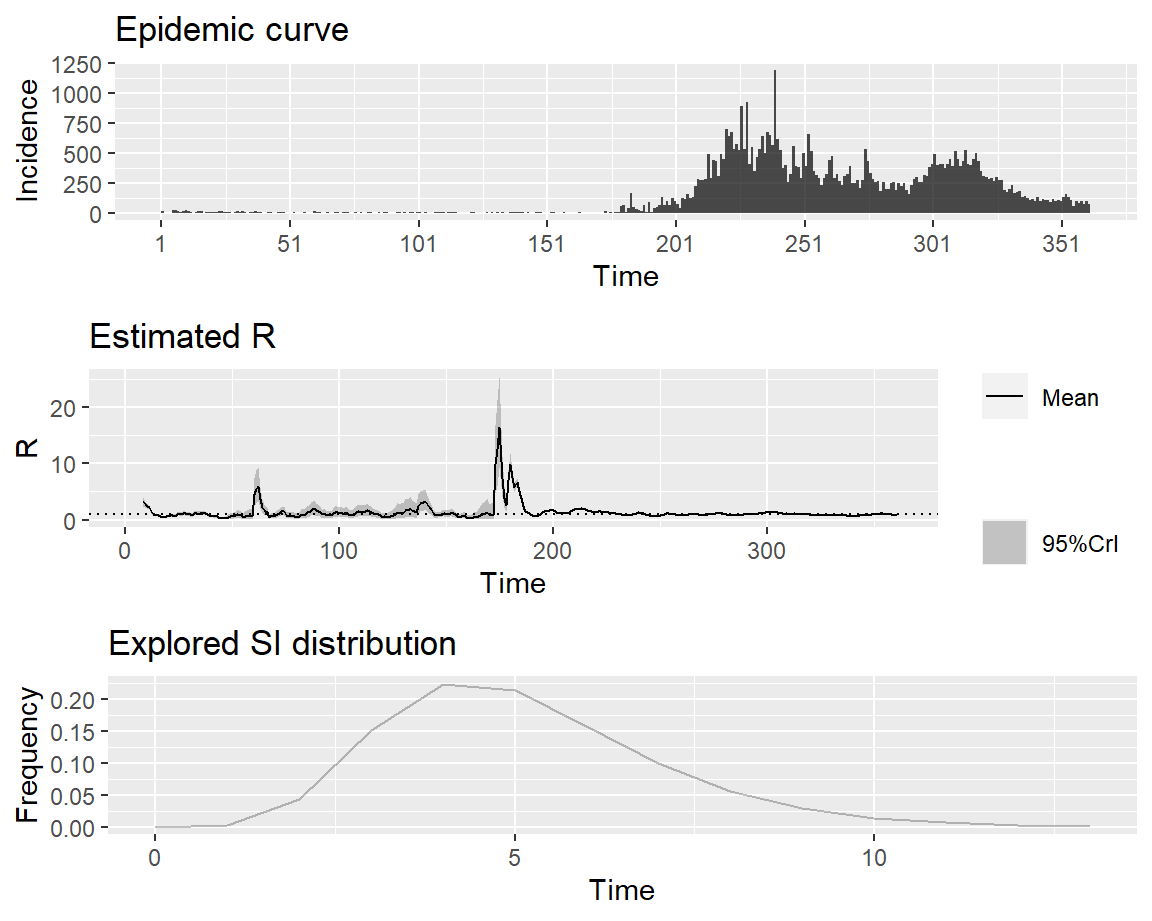 Epidemic curve
Incidence
1250
1000
750
500
250
0
1 51 101 151 201 251 301 351
Time
Estimated R
R
20
10
0
0 100 200 300
Time
Mean
95%CrI
Explored SI distribution
Frequency
0.20
0.15
0.10
0.05
0.00
0 5 10
Time